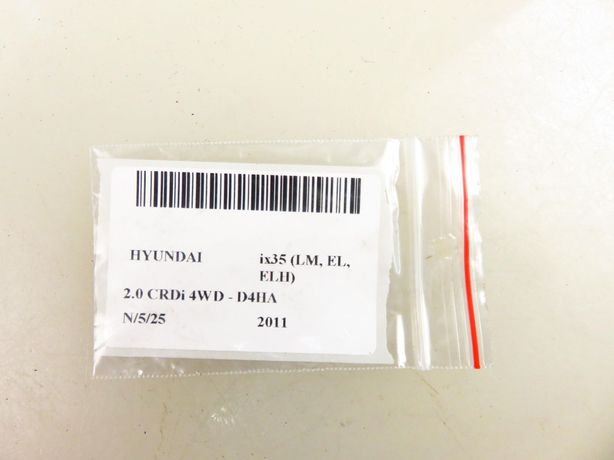 HYUNDAI ix35 (LM, EL,
ELH)
2.0 CRDi 4WD - D4HA
N/5/25 2011